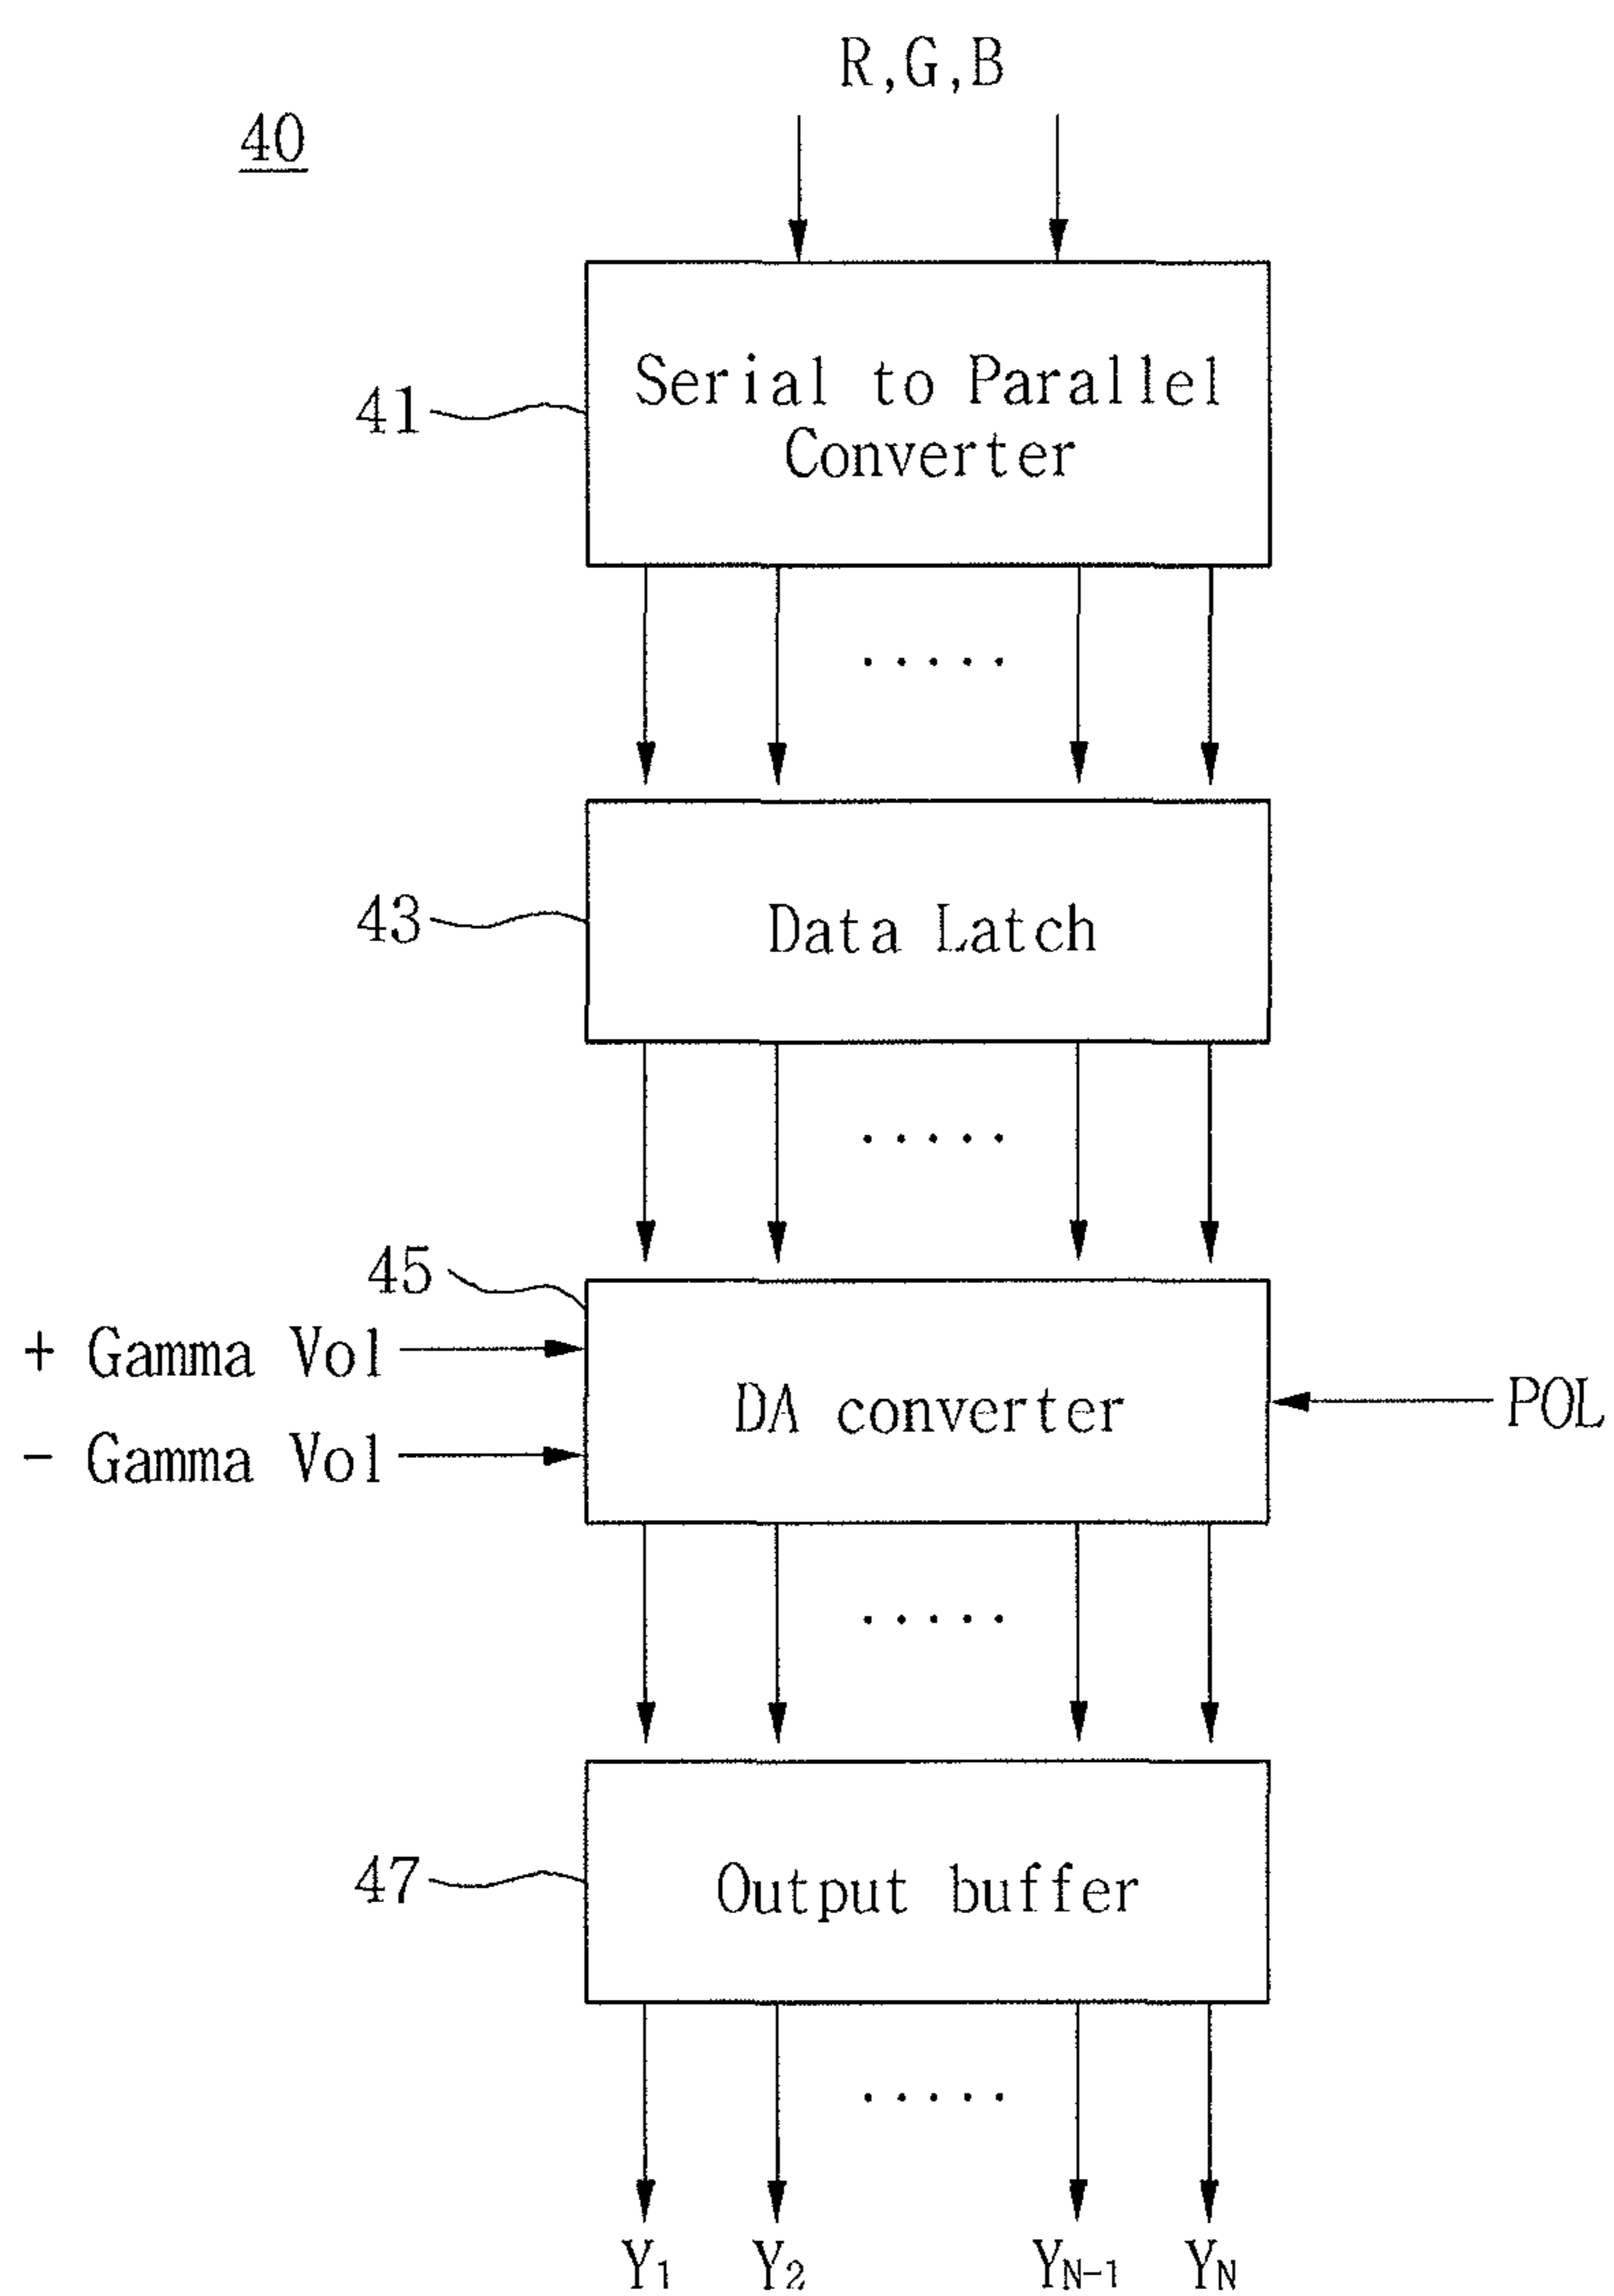 R,G,B
40
41
Serial to Parallel
Converter
.....
43
Data Latch
.....
45
+ Gamma Vol
- Gamma Vol
DA converter
POL
.....
47
Output buffer
.....
Y1 Y2 YN-1 YN